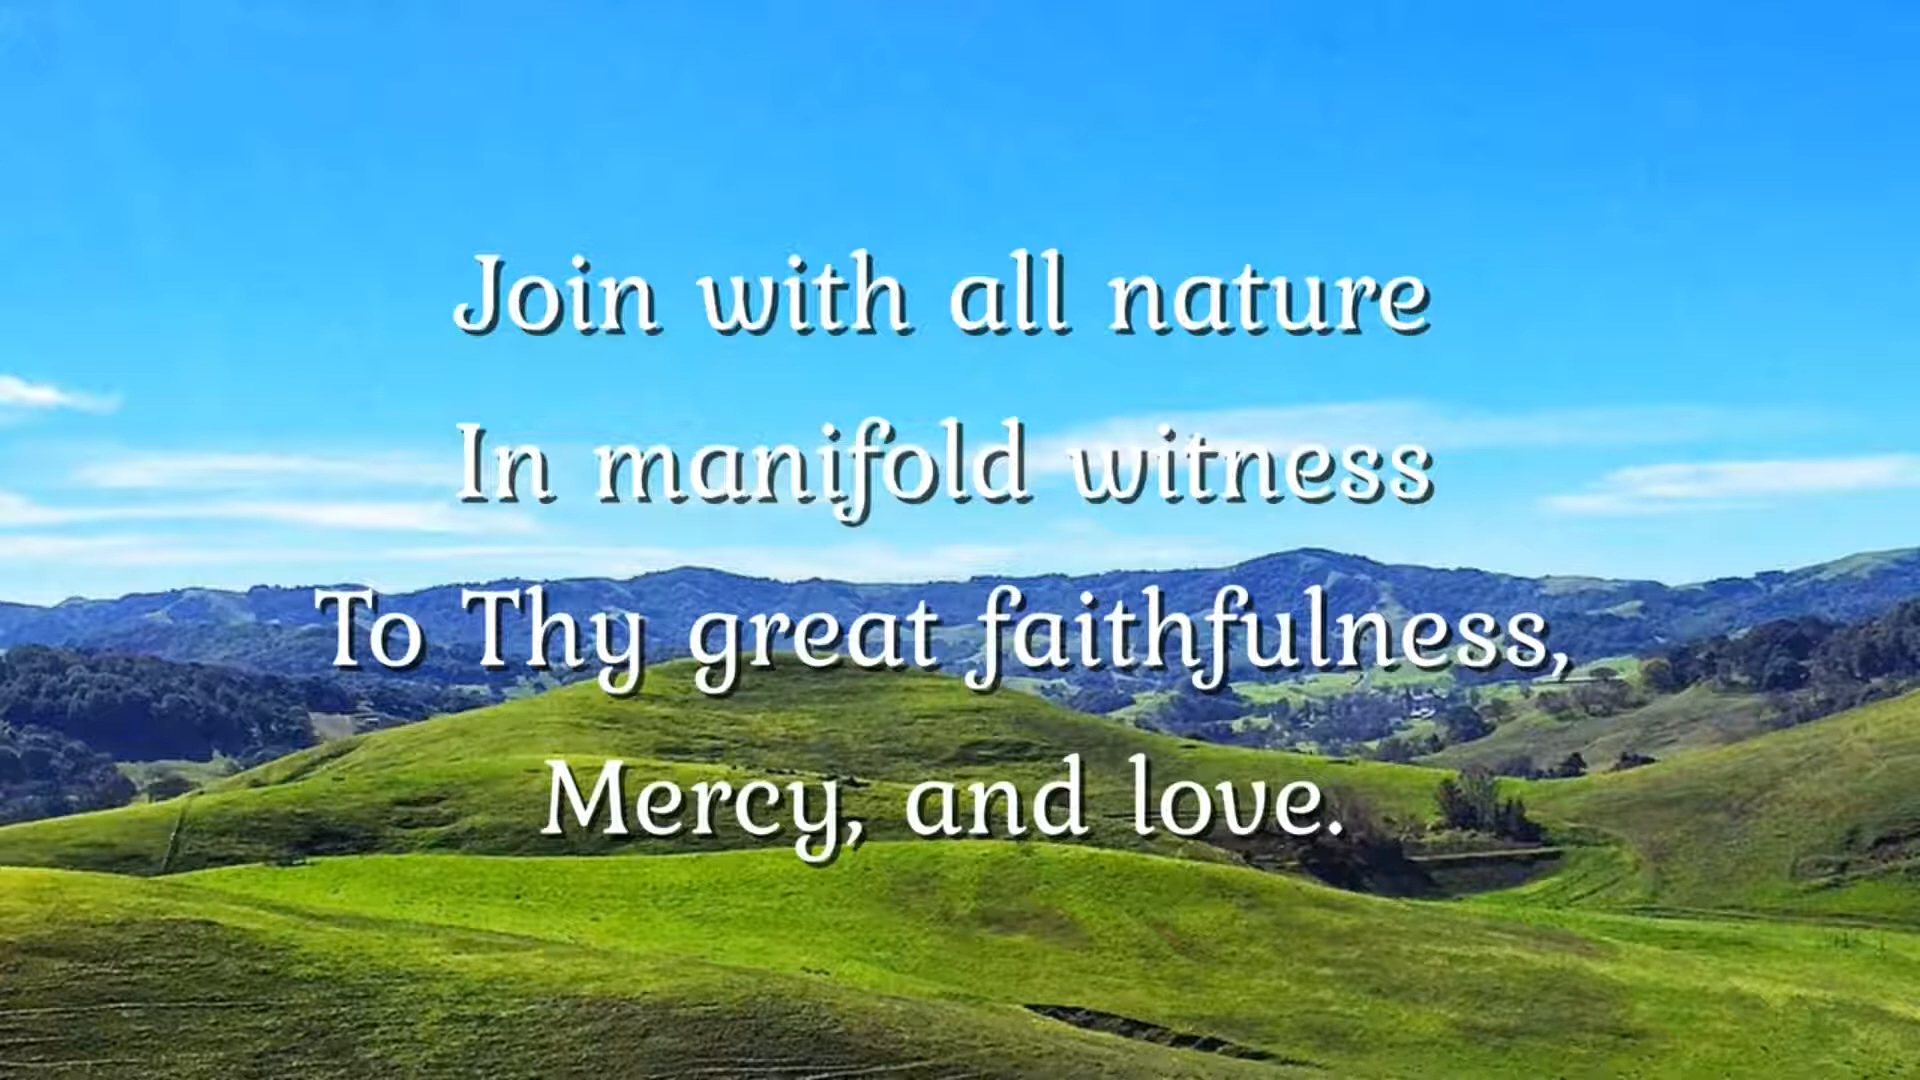 Join with all nature
In manifold witness
To Thy great faithfulness,
Mercy, and love.